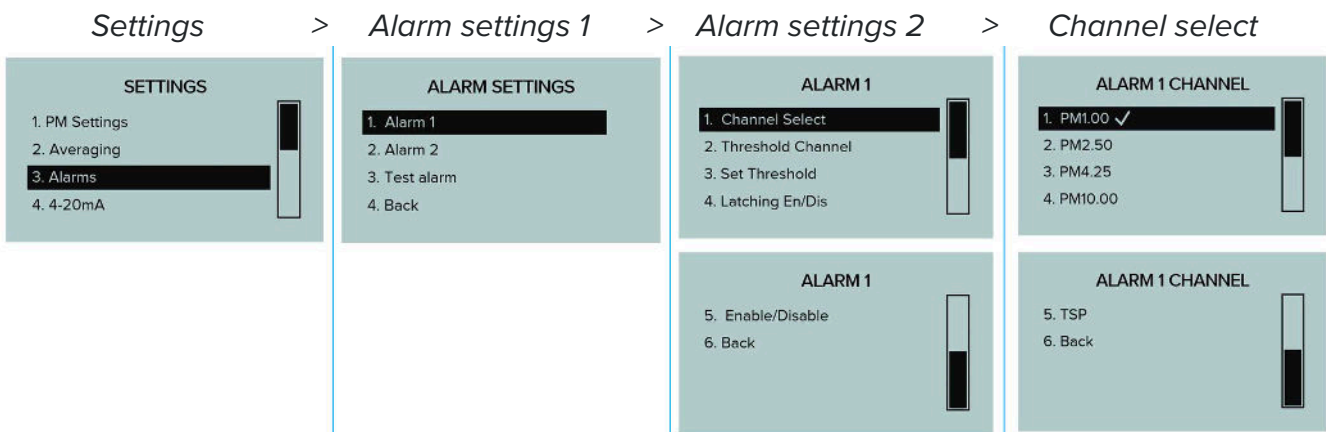 Settings > Alarm settings 1 > Alarm settings 2 > Channel select
SETTINGS
1. PM Settings
2. Averaging
3. Alarms
4. 4-20mA
ALARM SETTINGS
1. Alarm 1
2. Alarm 2
3. Test alarm
4. Back
ALARM 1
1. Channel Select
2. Threshold Channel
3. Set Threshold
4. Latching En/Dis
ALARM 1
5. Enable/Disable
6. Back
ALARM 1 CHANNEL
1. PM1.00 ✓
2. PM2.50
3. PM4.25
4. PM10.00
ALARM 1 CHANNEL
5. TSP
6. Back